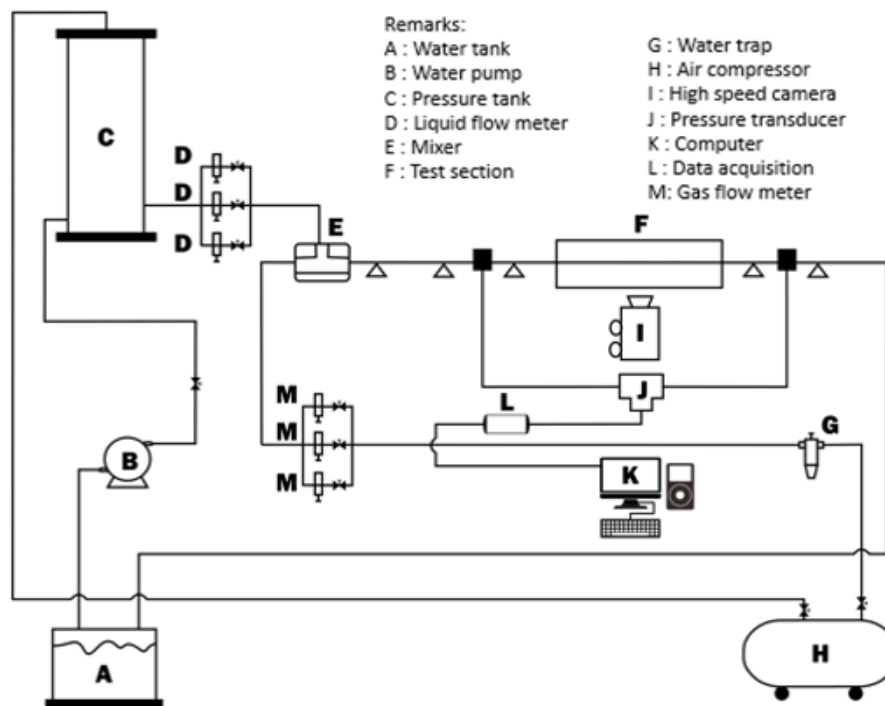 Remarks:
A : Water tank
B : Water pump
C : Pressure tank
D : Liquid flow meter
E : Mixer
F : Test section
G : Water trap
H : Air compressor
I : High speed camera
J : Pressure transducer
K : Computer
L : Data acquisition
M: Gas flow meter
C
D
D
D
E
F
I
J
L
M
M
M
G
K
B
A
H